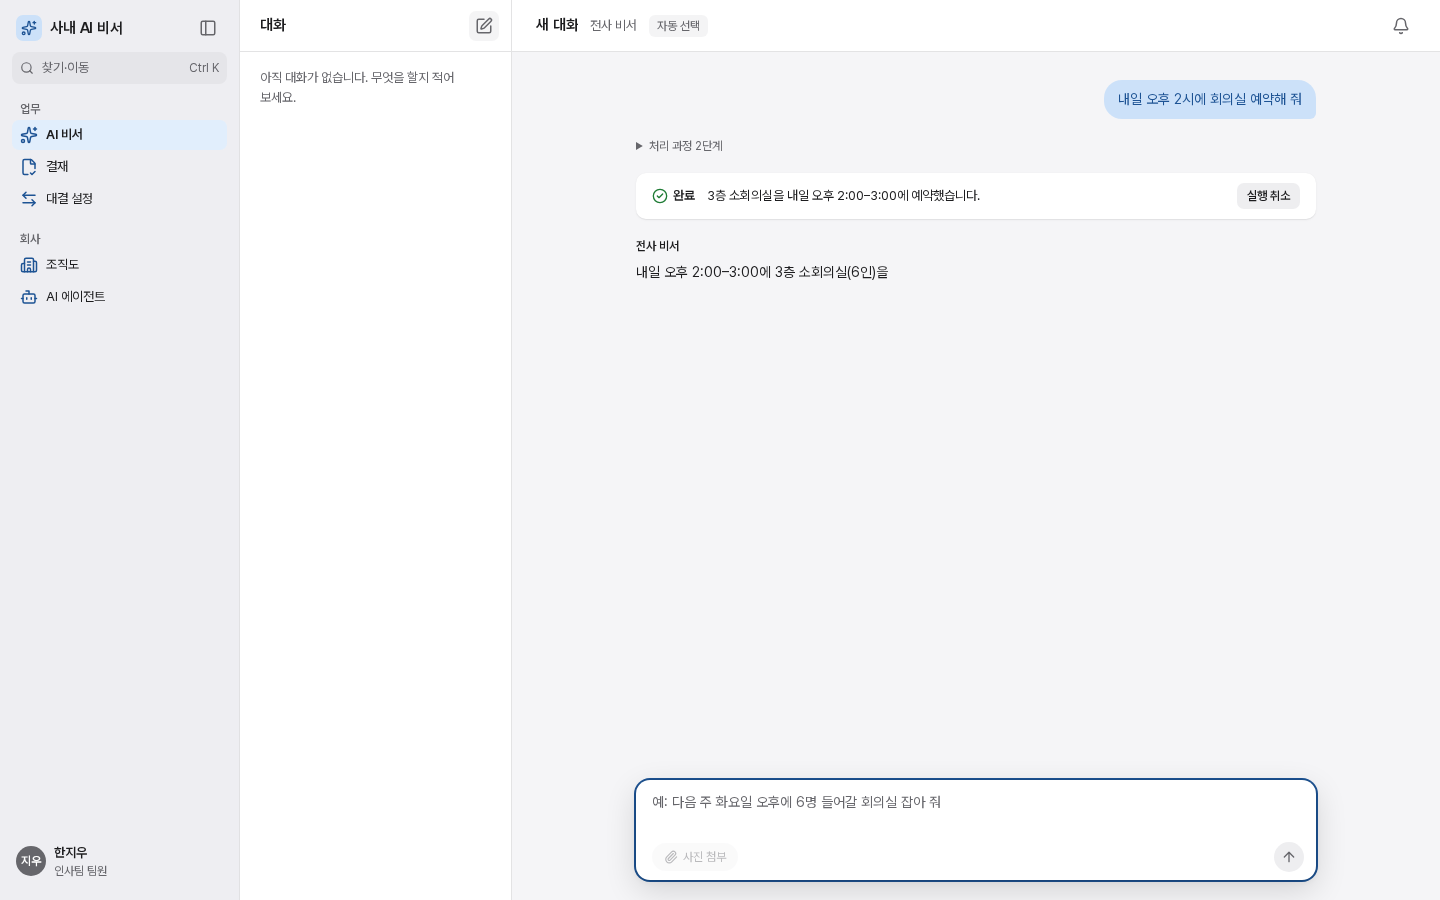 사내 AI 비서
찾기·이동
Ctrl K
업무
AI 비서
결재
대결 설정
회사
조직도
AI 에이전트
지우
한지우
인사팀 팀원
대화
아직 대화가 없습니다. 무엇을 할지 적어
보세요.
새 대화 전사 비서 자동 선택
내일 오후 2시에 회의실 예약해 줘
처리 과정 2단계
완료 3층 소회의실을 내일 오후 2:00–3:00에 예약했습니다.
실행 취소
전사 비서
내일 오후 2:00–3:00에 3층 소회의실(6인)을
예: 다음 주 화요일 오후에 6명 들어갈 회의실 잡아 줘
사진 첨부